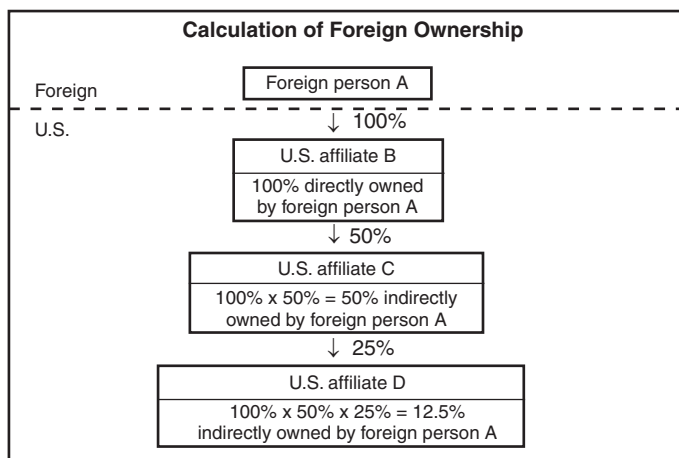 Calculation of Foreign Ownership
Foreign person A
Foreign
U.S.
↓ 100%
U.S. affiliate B
100% directly owned
by foreign person A
↓ 50%
U.S. affiliate C
100% x 50% = 50% indirectly
owned by foreign person A
↓ 25%
U.S. affiliate D
100% x 50% x 25% = 12.5%
indirectly owned by foreign person A